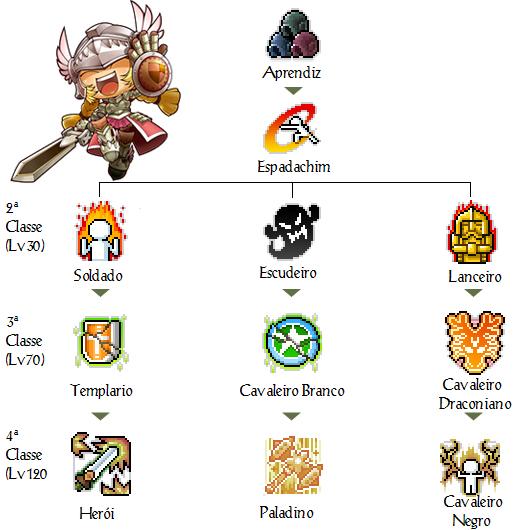 Aprendiz
Espadachim
2ª
Classe
(Lv30)
Soldado
Escudeiro
Lanceiro
3ª
Classe
(Lv70)
Templario
Cavaleiro Branco
Cavaleiro
Draconiano
4ª
Classe
(Lv120
Herói
Paladino
Cavaleiro
Negro